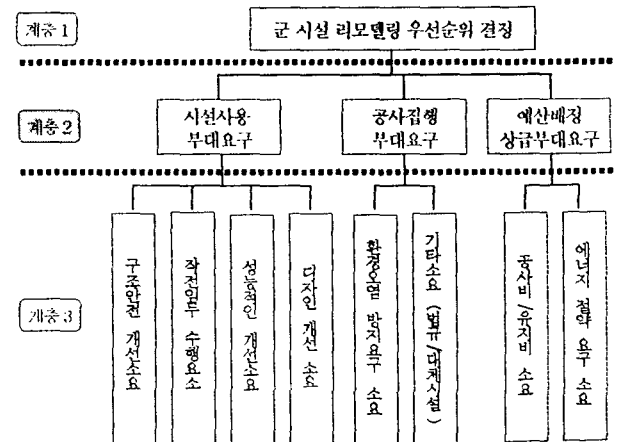 계층 1
군 시설 리모델링 우선순위 결정
계층 2
시설사용
부대요구
공사집행
부대요구
예산배정
상급부대요구
계층 3
구조안전 개선소요
작전임무 수행요소
성능적인 개선소요
디자인 개선 소요
환경오염 방지요구 소요
기타소요 (법규/대체시설)
공사비/유지비 소요
에너지 절약 요구 소요